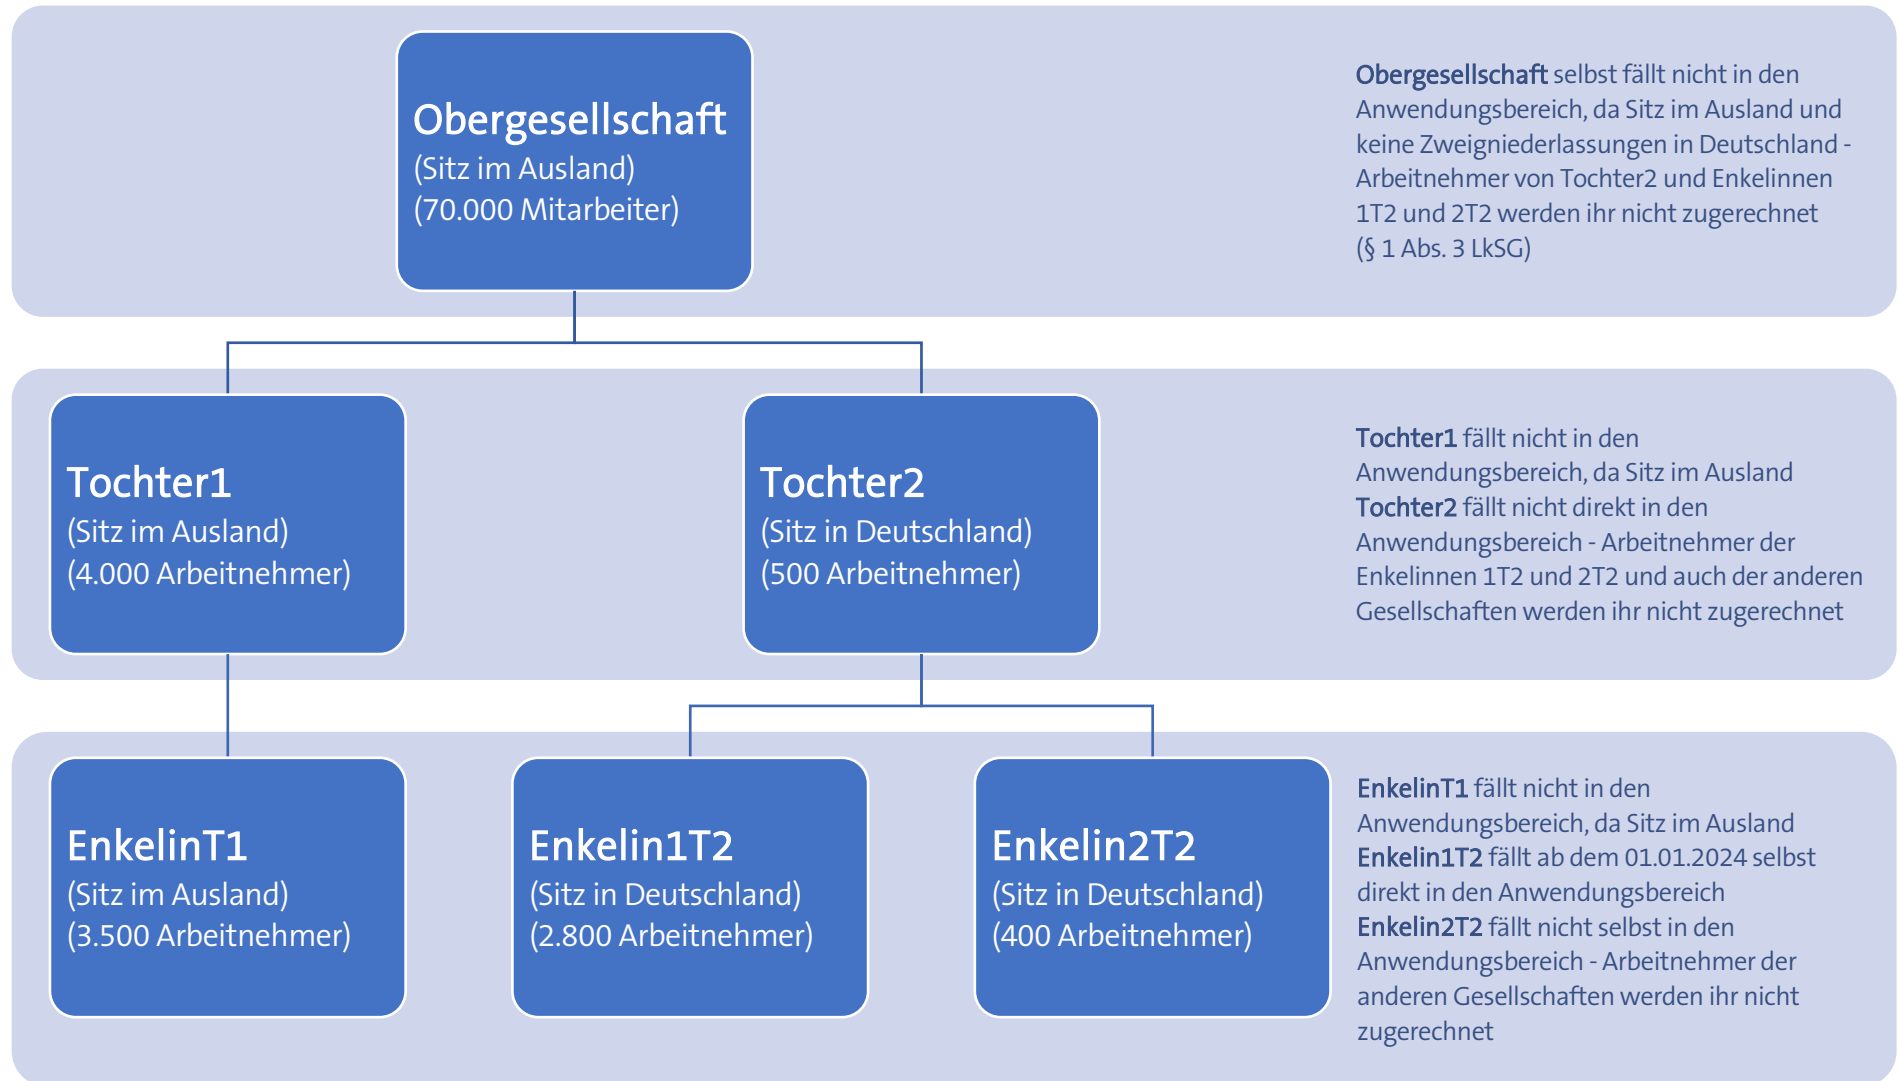 Obergesellschaft
(Sitz im Ausland)
(70.000 Mitarbeiter)
Obergesellschaft selbst fällt nicht in den
Anwendungsbereich, da Sitz im Ausland und
keine Zweigniederlassungen in Deutschland -
Arbeitnehmer von Tochter2 und Enkelinnen
1T2 und 2T2 werden ihr nicht zugerechnet
(§ 1 Abs. 3 LkSG)
Tochter1
(Sitz im Ausland)
(4.000 Arbeitnehmer)
Tochter2
(Sitz in Deutschland)
(500 Arbeitnehmer)
Tochter1 fällt nicht in den
Anwendungsbereich, da Sitz im Ausland
Tochter2 fällt nicht direkt in den
Anwendungsbereich - Arbeitnehmer der
Enkelinnen 1T2 und 2T2 und auch der anderen
Gesellschaften werden ihr nicht zugerechnet
EnkelinT1
(Sitz im Ausland)
(3.500 Arbeitnehmer)
Enkelin1T2
(Sitz in Deutschland)
(2.800 Arbeitnehmer)
Enkelin2T2
(Sitz in Deutschland)
(400 Arbeitnehmer)
EnkelinT1 fällt nicht in den
Anwendungsbereich, da Sitz im Ausland
Enkelin1T2 fällt ab dem 01.01.2024 selbst
direkt in den Anwendungsbereich
Enkelin2T2 fällt nicht selbst in den
Anwendungsbereich - Arbeitnehmer der
anderen Gesellschaften werden ihr nicht
zugerechnet